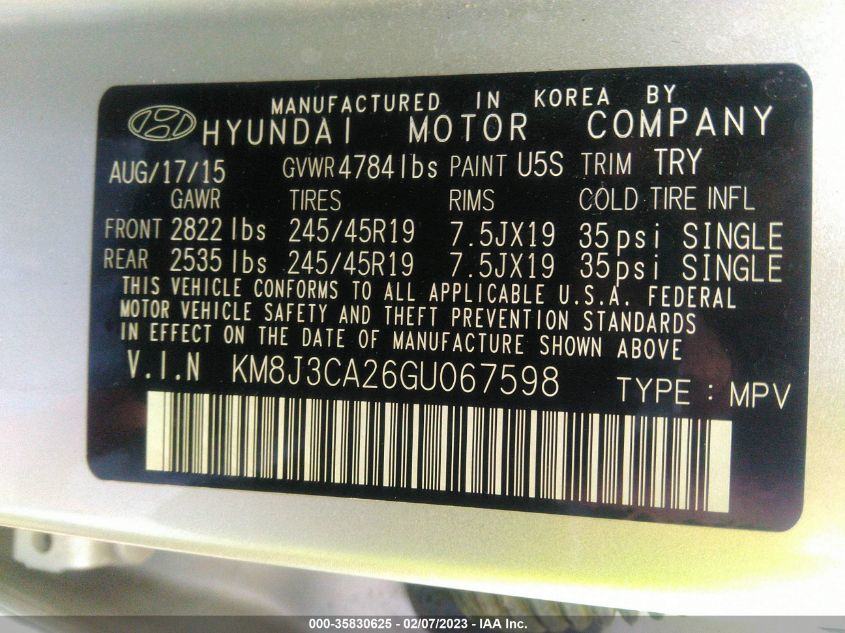 MANUFACTURED IN KOREA BY
HYUNDAI MOTOR COMPANY
AUG/17/15 GVWR 4784 lbs PAINT U5S TRIM TRY
GAWR TIRES RIMS COLD TIRE INFL
FRONT 2822 lbs 245/45R19 7.5JX19 35psi SINGLE
REAR 2535 lbs 245/45R19 7.5JX19 35psi SINGLE
THIS VEHICLE CONFORMS TO ALL APPLICABLE U.S.A. FEDERAL
MOTOR VEHICLE SAFETY AND THEFT PREVENTION STANDARDS
IN EFFECT ON THE DATE OF MANUFACTURE SHOWN ABOVE
V.I.N KM8J3CA26GU067598 TYPE : MPV
000-35830625 - 02/07/2023 - IAA Inc.